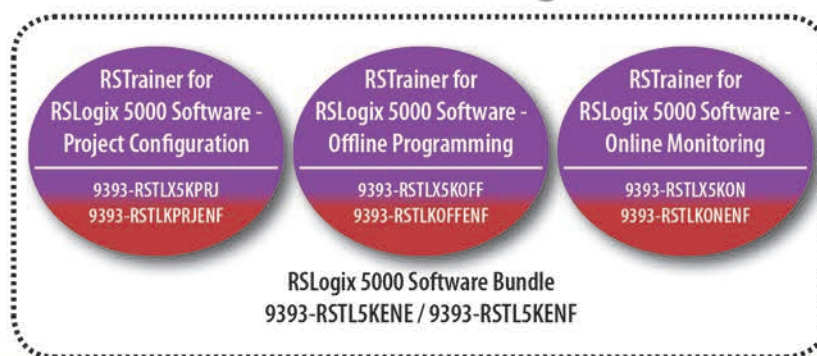 RSTrainer for
RSLogix 5000 Software -
Project Configuration
9393-RSTLX5KPRJ
9393-RSTLKPRJENF
RSTrainer for
RSLogix 5000 Software -
Offline Programming
9393-RSTLX5KOFF
9393-RSTLKOFFENF
RSTrainer for
RSLogix 5000 Software -
Online Monitoring
9393-RSTLX5KON
9393-RSTLKONENF
RSLogix 5000 Software Bundle
9393-RSTL5KENE / 9393-RSTL5KENF